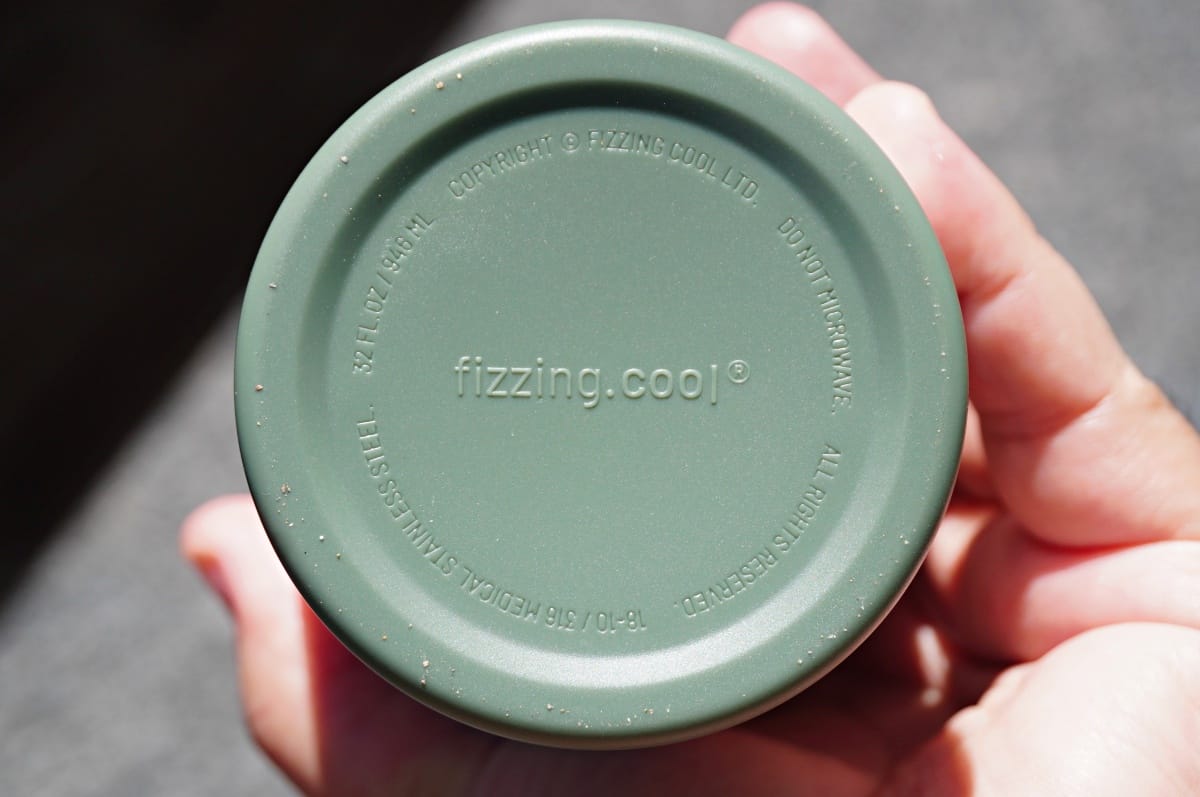 COPYRIGHT © FIZZING COOL LTD.
DO NOT MICROWAVE.
ALL RIGHTS RESERVED.
18-10 / 316 MEDICAL STAINLESS STEEL.
32 FL.OZ / 946 ML
fizzing.cool®